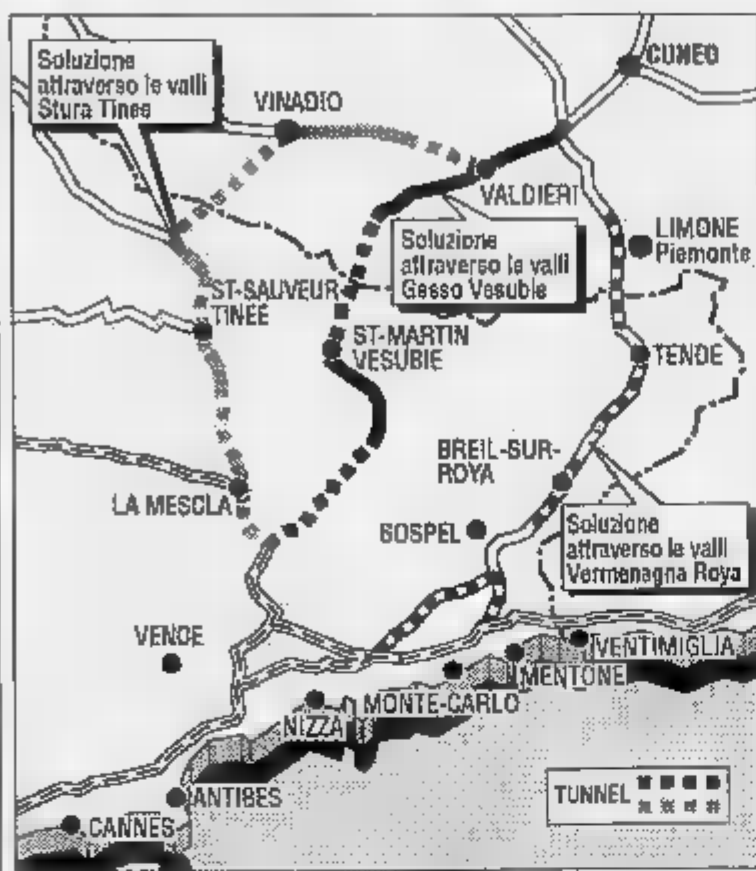 Soluzione
attraverso le valli
Stura Tinee
VINADIO
CUNEO
VALDIERI
Soluzione
attraverso le valli
Gesso Vesubie
LIMONE
Piemonte
ST-SAUVEUR
TINEE
ST-MARTIN
VESUBIE
TENDE
BREIL-SUR-
ROYA
LA MESCLA
SOSPEL
Soluzione
attraverso le valli
Vermenagna Roya
VENCE
VENTIMIGLIA
MENTONE
MONTE-CARLO
NIZZA
ANTIBES
CANNES
TUNNEL